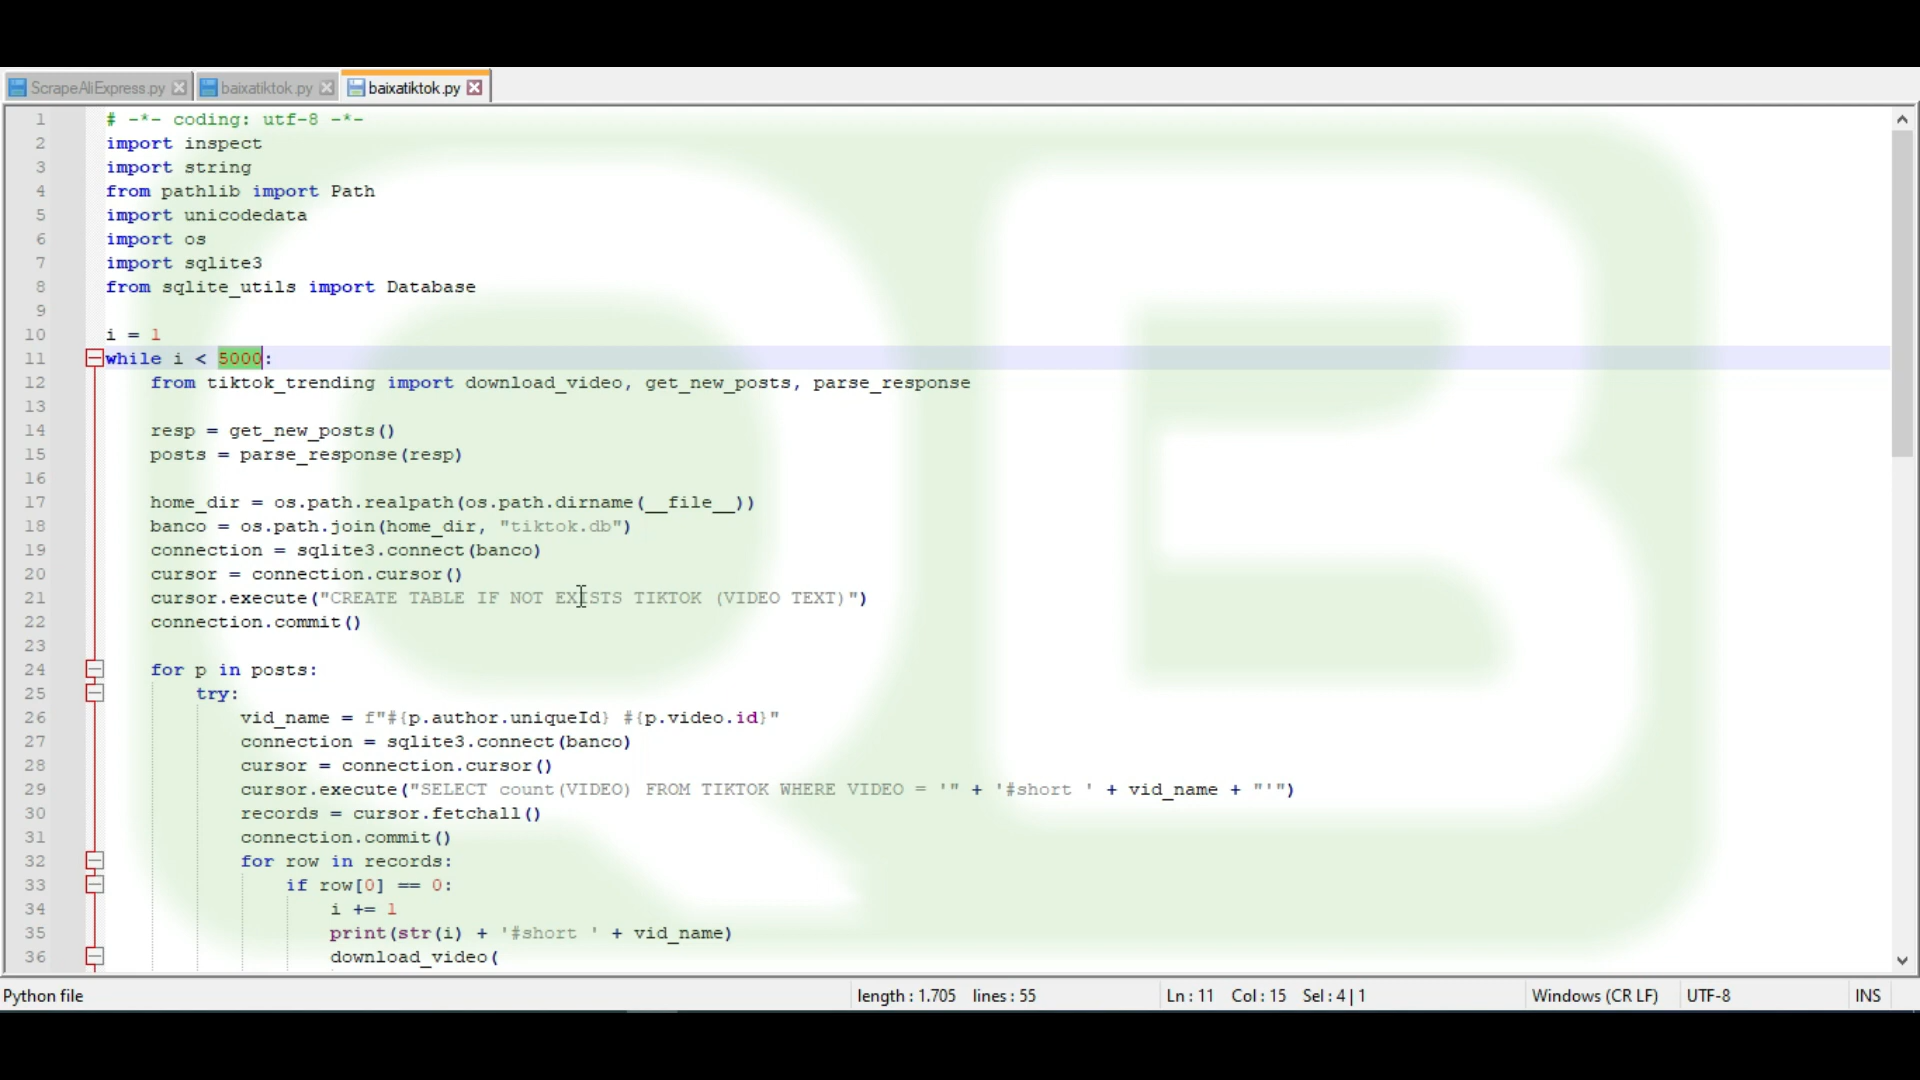 ScrapeAliExpress.py baixatiktok.py baixatiktok.py
1 # -*- coding: utf-8 -*-
2 import inspect
3 import string
4 from pathlib import Path
5 import unicodedata
6 import os
7 import sqlite3
8 from sqlite_utils import Database
9
10 i = 1
11 while i < 5000:
12 from tiktok_trending import download_video, get_new_posts, parse_response
13
14 resp = get_new_posts()
15 posts = parse_response(resp)
16
17 home_dir = os.path.realpath(os.path.dirname(__file__))
18 banco = os.path.join(home_dir, "tiktok.db")
19 connection = sqlite3.connect(banco)
20 cursor = connection.cursor()
21 cursor.execute("CREATE TABLE IF NOT EXISTS TIKTOK (VIDEO TEXT)")
22 connection.commit()
23
24 for p in posts:
25 try:
26 vid_name = f"#{p.author.uniqueId} #{p.video.id}"
27 connection = sqlite3.connect(banco)
28 cursor = connection.cursor()
29 cursor.execute("SELECT count(VIDEO) FROM TIKTOK WHERE VIDEO = '" + '#short ' + vid_name + "'")
30 records = cursor.fetchall()
31 connection.commit()
32 for row in records:
33 if row[0] == 0:
34 i += 1
35 print(str(i) + '#short ' + vid_name)
36 download_video(
Python file length : 1.705 lines : 55 Ln : 11 Col : 15 Sel : 4 | 1 Windows (CR LF) UTF-8 INS